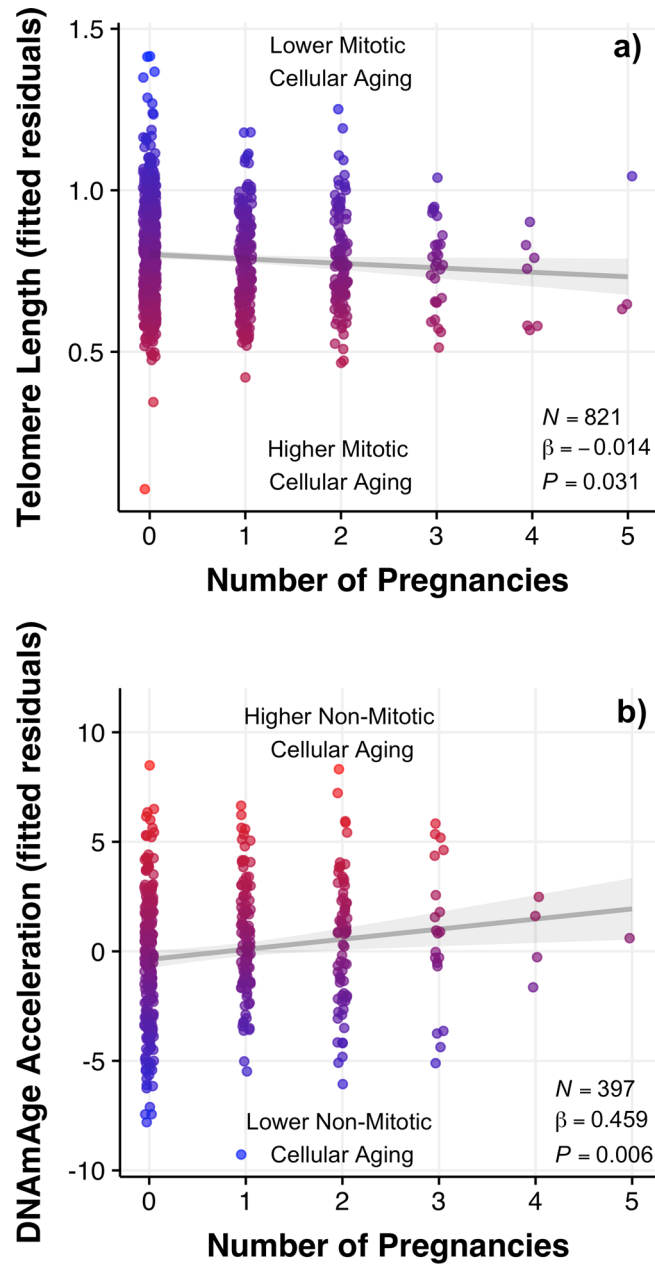 a)
Lower Mitotic
Cellular Aging
Telomere Length (fitted residuals)
1.5
1.0
0.5
Higher Mitotic
Cellular Aging
N = 821
β = −0.014
P = 0.031
0 1 2 3 4 5
Number of Pregnancies
b)
Higher Non-Mitotic
Cellular Aging
DNAmAge Acceleration (fitted residuals)
10
5
0
-5
-10
Lower Non-Mitotic
Cellular Aging
N = 397
β = 0.459
P = 0.006
0 1 2 3 4 5
Number of Pregnancies